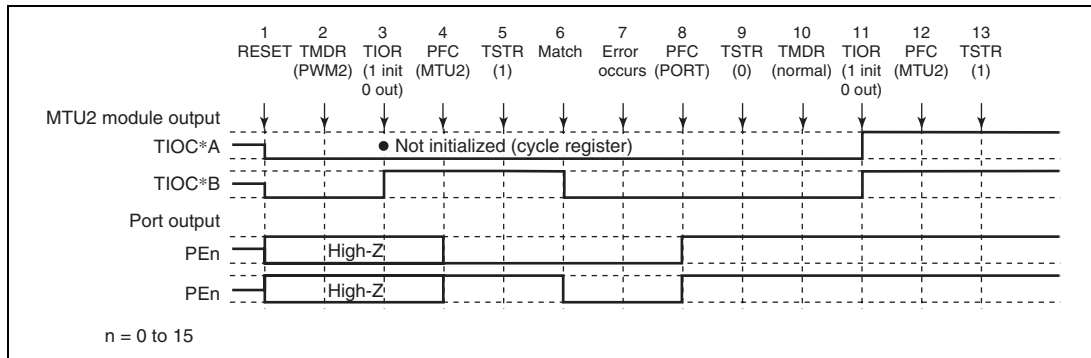 1 2 3 4 5 6 7 8 9 10 11 12 13
RESET TMDR TIOR PFC TSTR Match Error PFC TSTR TMDR TIOR PFC TSTR
(PWM2) (1 init (MTU2) (1) occurs (PORT) (0) (normal) (1 init (MTU2) (1)
0 out) 0 out)
MTU2 module output
TIOC*A ● Not initialized (cycle register)
TIOC*B
Port output
PEn High-Z
PEn High-Z
n = 0 to 15